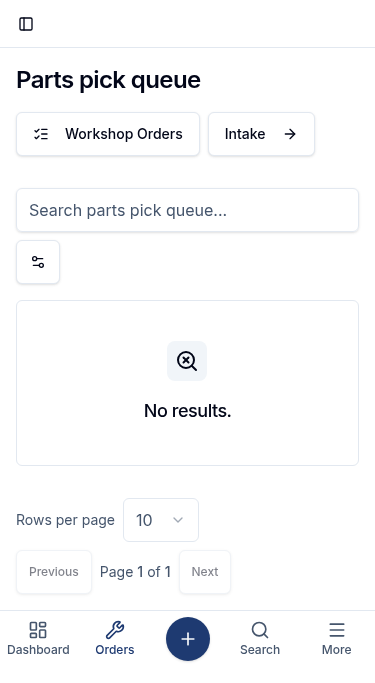 Parts pick queue
Workshop Orders
Intake
Search parts pick queue...
No results.
Rows per page
10
Previous
Page 1 of 1
Next
Dashboard
Orders
Search
More